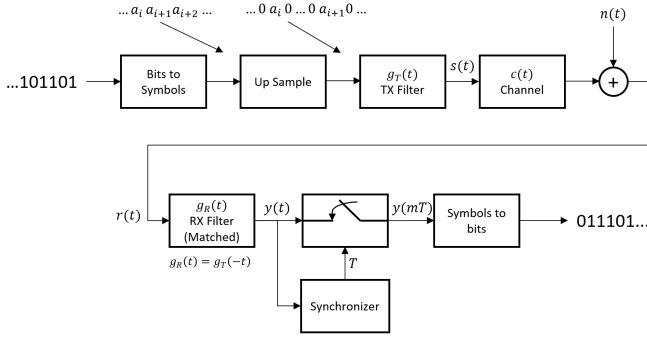 … a_i a_{i+1} a_{i+2} …
… 0 a_i 0 … 0 a_{i+1} 0 …
n(t)
…101101
Bits to
Symbols
Up Sample
g_T(t)
TX Filter
s(t)
c(t)
Channel
+
r(t)
g_R(t)
RX Filter
(Matched)
g_R(t) = g_T(−t)
y(t)
y(mT)
Symbols to
bits
011101…
T
Synchronizer